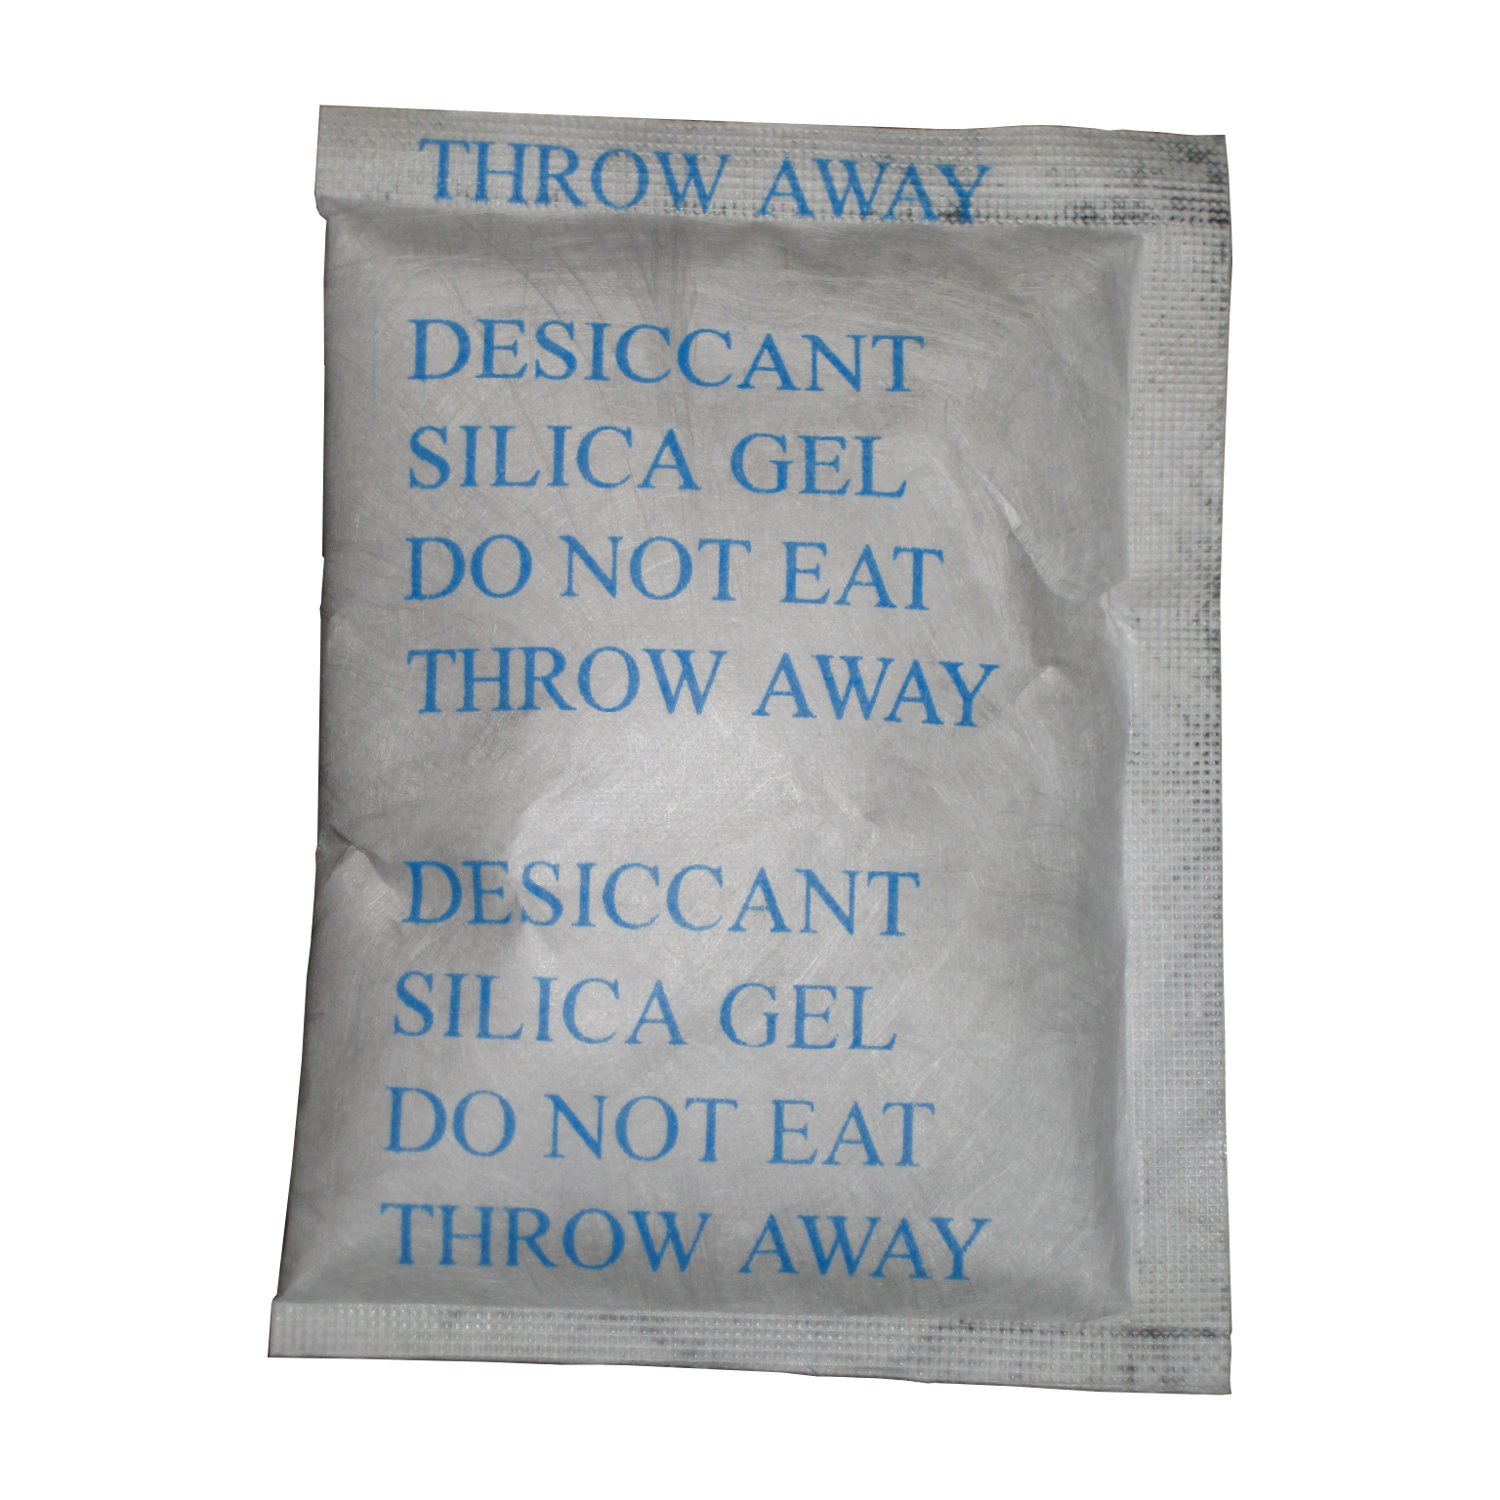 THROW AWAY
DESICCANT
SILICA GEL
DO NOT EAT
THROW AWAY
DESICCANT
SILICA GEL
DO NOT EAT
THROW AWAY